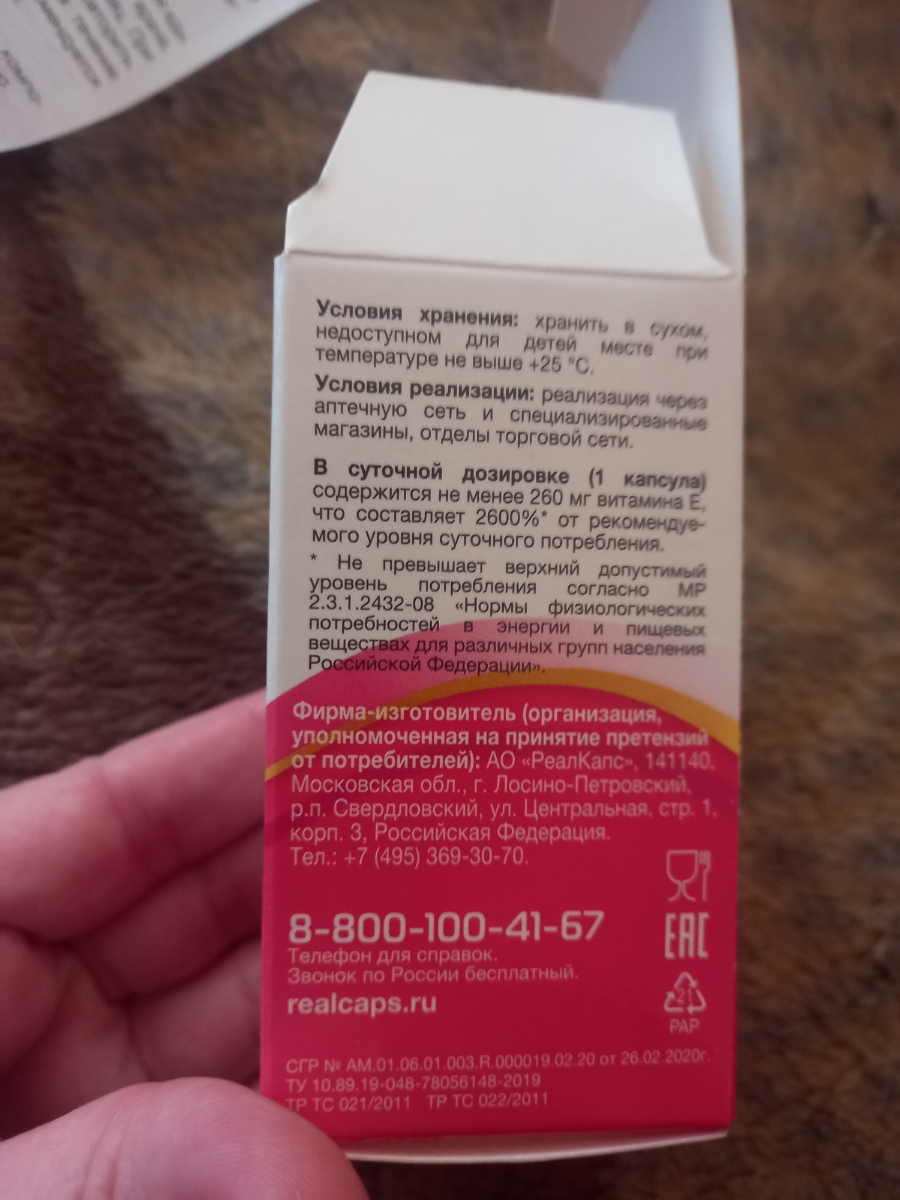 Условия хранения: хранить в сухом,
недоступном для детей месте при
температуре не выше +25 °С.
Условия реализации: реализация через
аптечную сеть и специализированные
магазины, отделы торговой сети.
В суточной дозировке (1 капсула)
содержится не менее 260 мг витамина Е,
что составляет 2600%* от рекомендуе-
мого уровня суточного потребления.
* Не превышает верхний допустимый
уровень потребления согласно МР
2.3.1.2432-08 «Нормы физиологических
потребностей в энергии и пищевых
веществах для различных групп населения
Российской Федерации».
Фирма-изготовитель (организация,
уполномоченная на принятие претензий
от потребителей): АО «РеалКапс», 141140,
Московская обл., г. Лосино-Петровский,
р.п. Свердловский, ул. Центральная, стр. 1,
корп. 3, Российская Федерация.
Тел.: +7 (495) 369-30-70.
8-800-100-41-67
Телефон для справок.
Звонок по России бесплатный.
realcaps.ru
EAC
21
PAP
СГР № AM.01.06.01.003.R.000019.02.20 от 26.02.2020г.
ТУ 10.89.19-048-78056148-2019
ТР ТС 021/2011 ТР ТС 022/2011